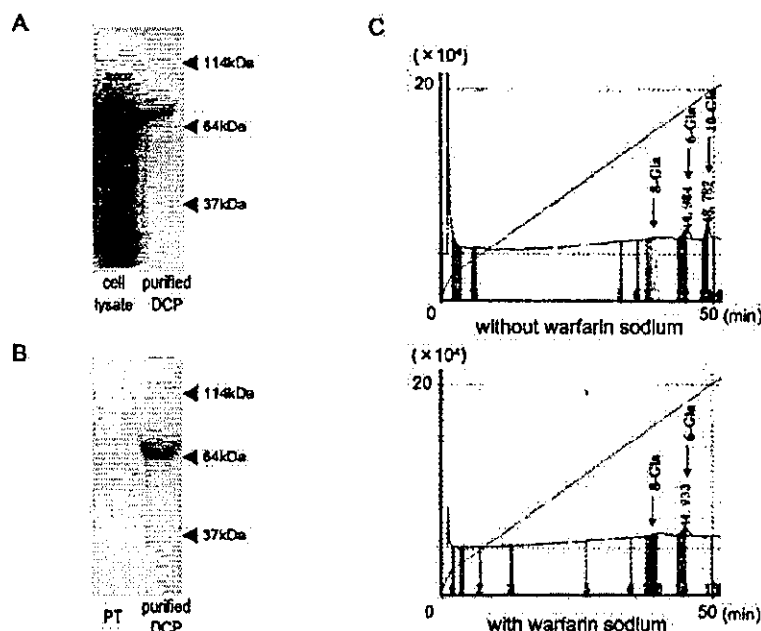 A
114kDa
64kDa
37kDa
cell lysate
purified DCP
B
114kDa
64kDa
37kDa
PT
purified DCP
C
(×10⁴)
20
8-Gla
6-Gla
10-Gla
0
50 (min)
without warfarin sodium
(×10⁴)
20
8-Gla
6-Gla
44.933
0
50 (min)
with warfarin sodium